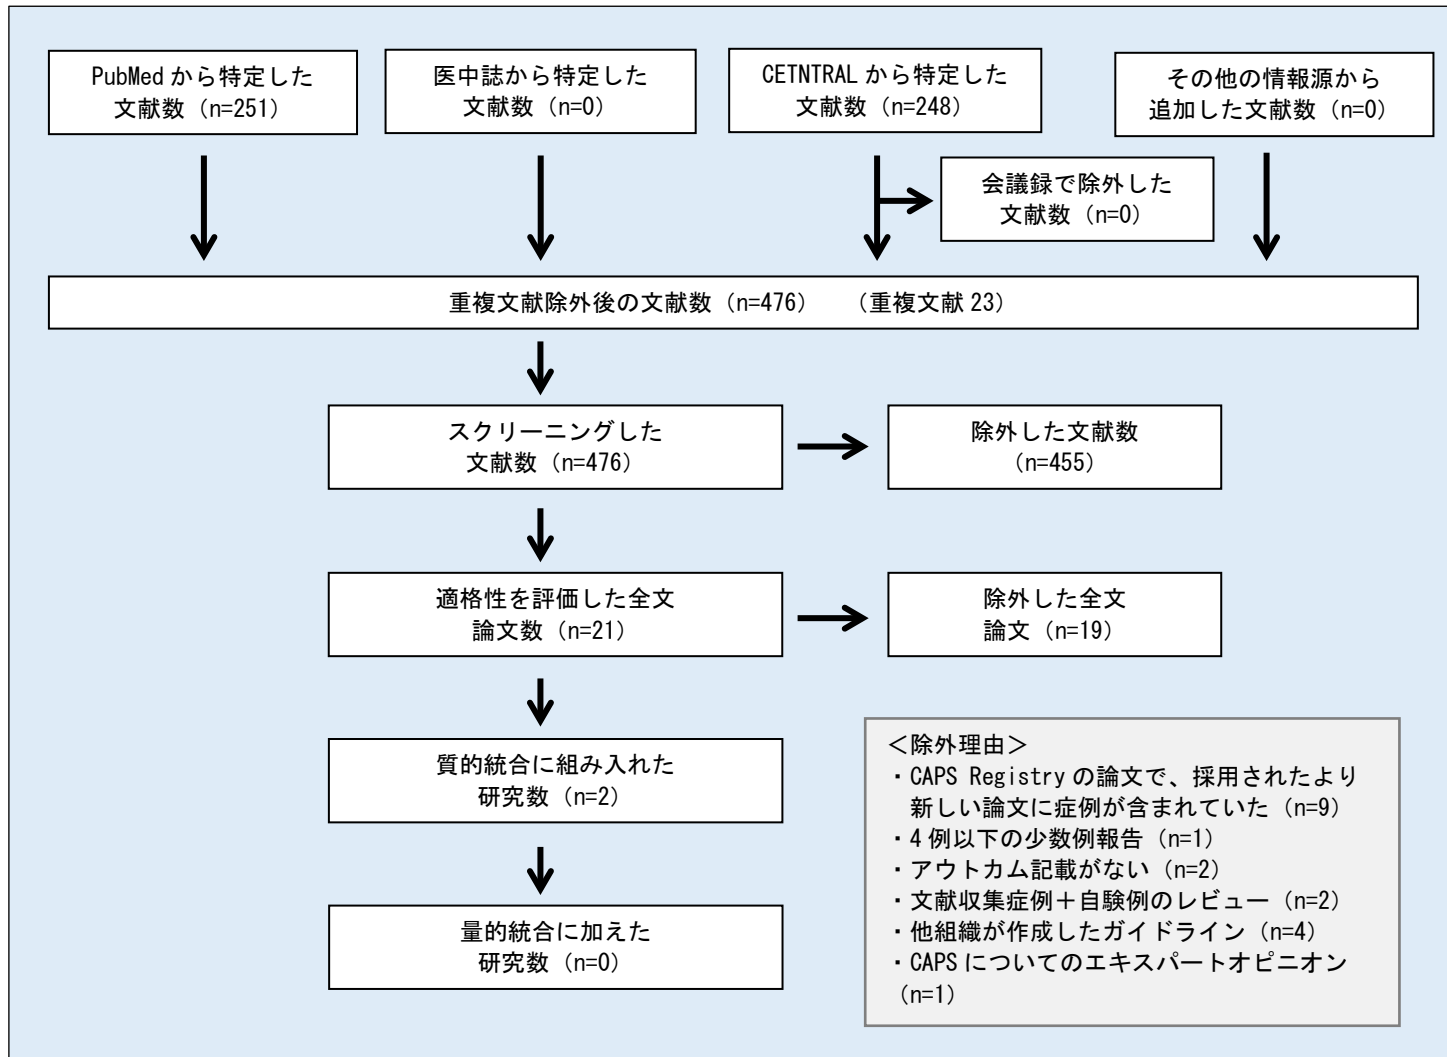 PubMed から特定した
文献数（n=251）
医中誌から特定した
文献数（n=0）
CETNTRAL から特定した
文献数（n=248）
その他の情報源から
追加した文献数（n=0）
会議録で除外した
文献数（n=0）
重複文献除外後の文献数（n=476）　（重複文献 23）
スクリーニングした
文献数（n=476）
除外した文献数
（n=455）
適格性を評価した全文
論文数（n=21）
除外した全文
論文（n=19）
質的統合に組み入れた
研究数（n=2）
量的統合に加えた
研究数（n=0）
＜除外理由＞
・CAPS Registry の論文で、採用されたより
新しい論文に症例が含まれていた（n=9）
・4 例以下の少数例報告（n=1）
・アウトカム記載がない（n=2）
・文献収集症例＋自験例のレビュー（n=2）
・他組織が作成したガイドライン（n=4）
・CAPS についてのエキスパートオピニオン
（n=1）